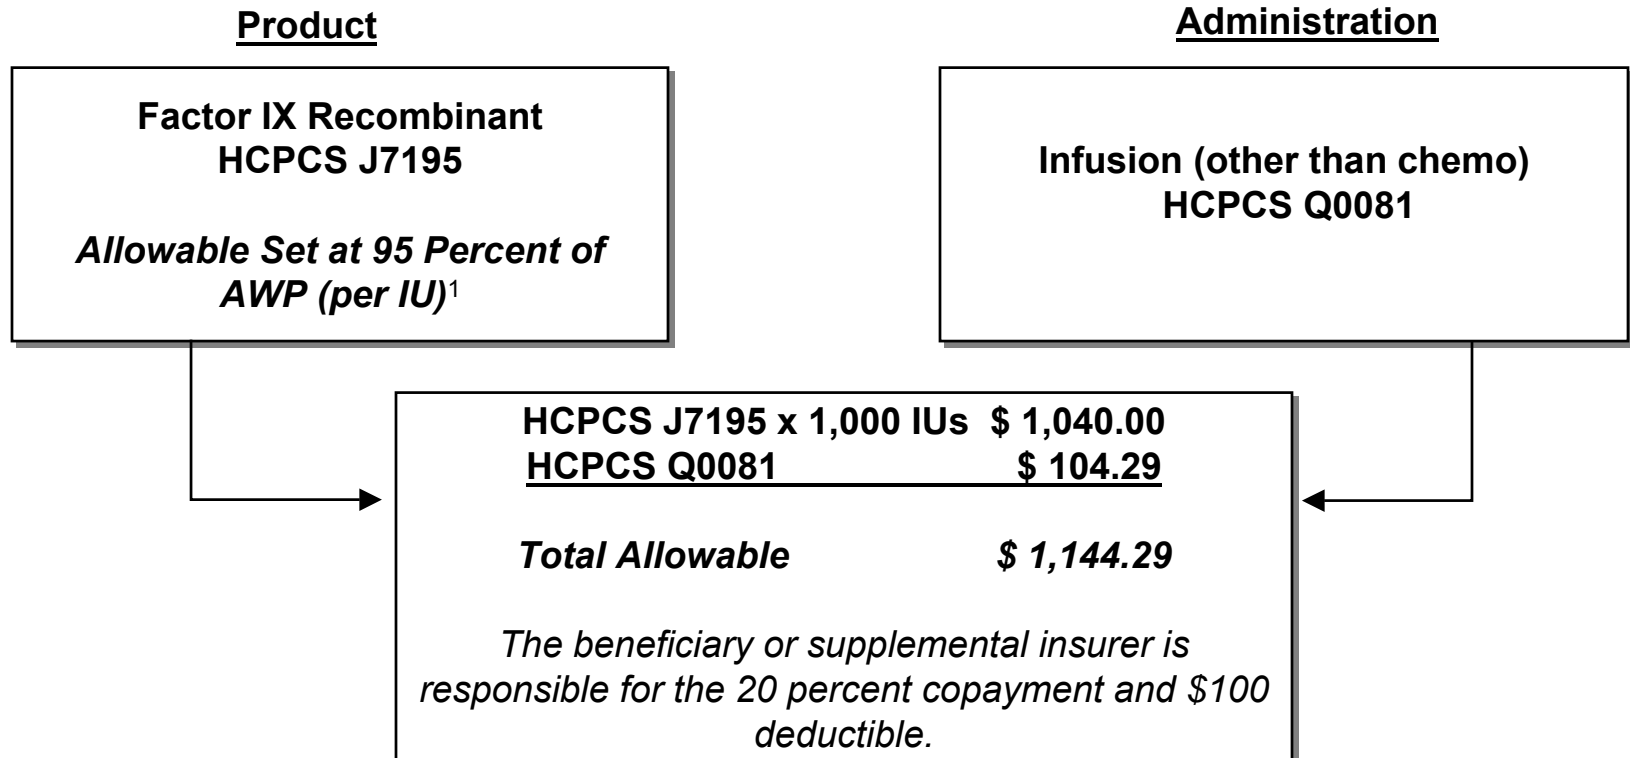 Product
Factor IX Recombinant
HCPCS J7195
Allowable Set at 95 Percent of
AWP (per IU)1
Administration
Infusion (other than chemo)
HCPCS Q0081
HCPCS J7195 x 1,000 IUs $ 1,040.00
HCPCS Q0081 $ 104.29
Total Allowable $ 1,144.29
The beneficiary or supplemental insurer is
responsible for the 20 percent copayment and $100
deductible.